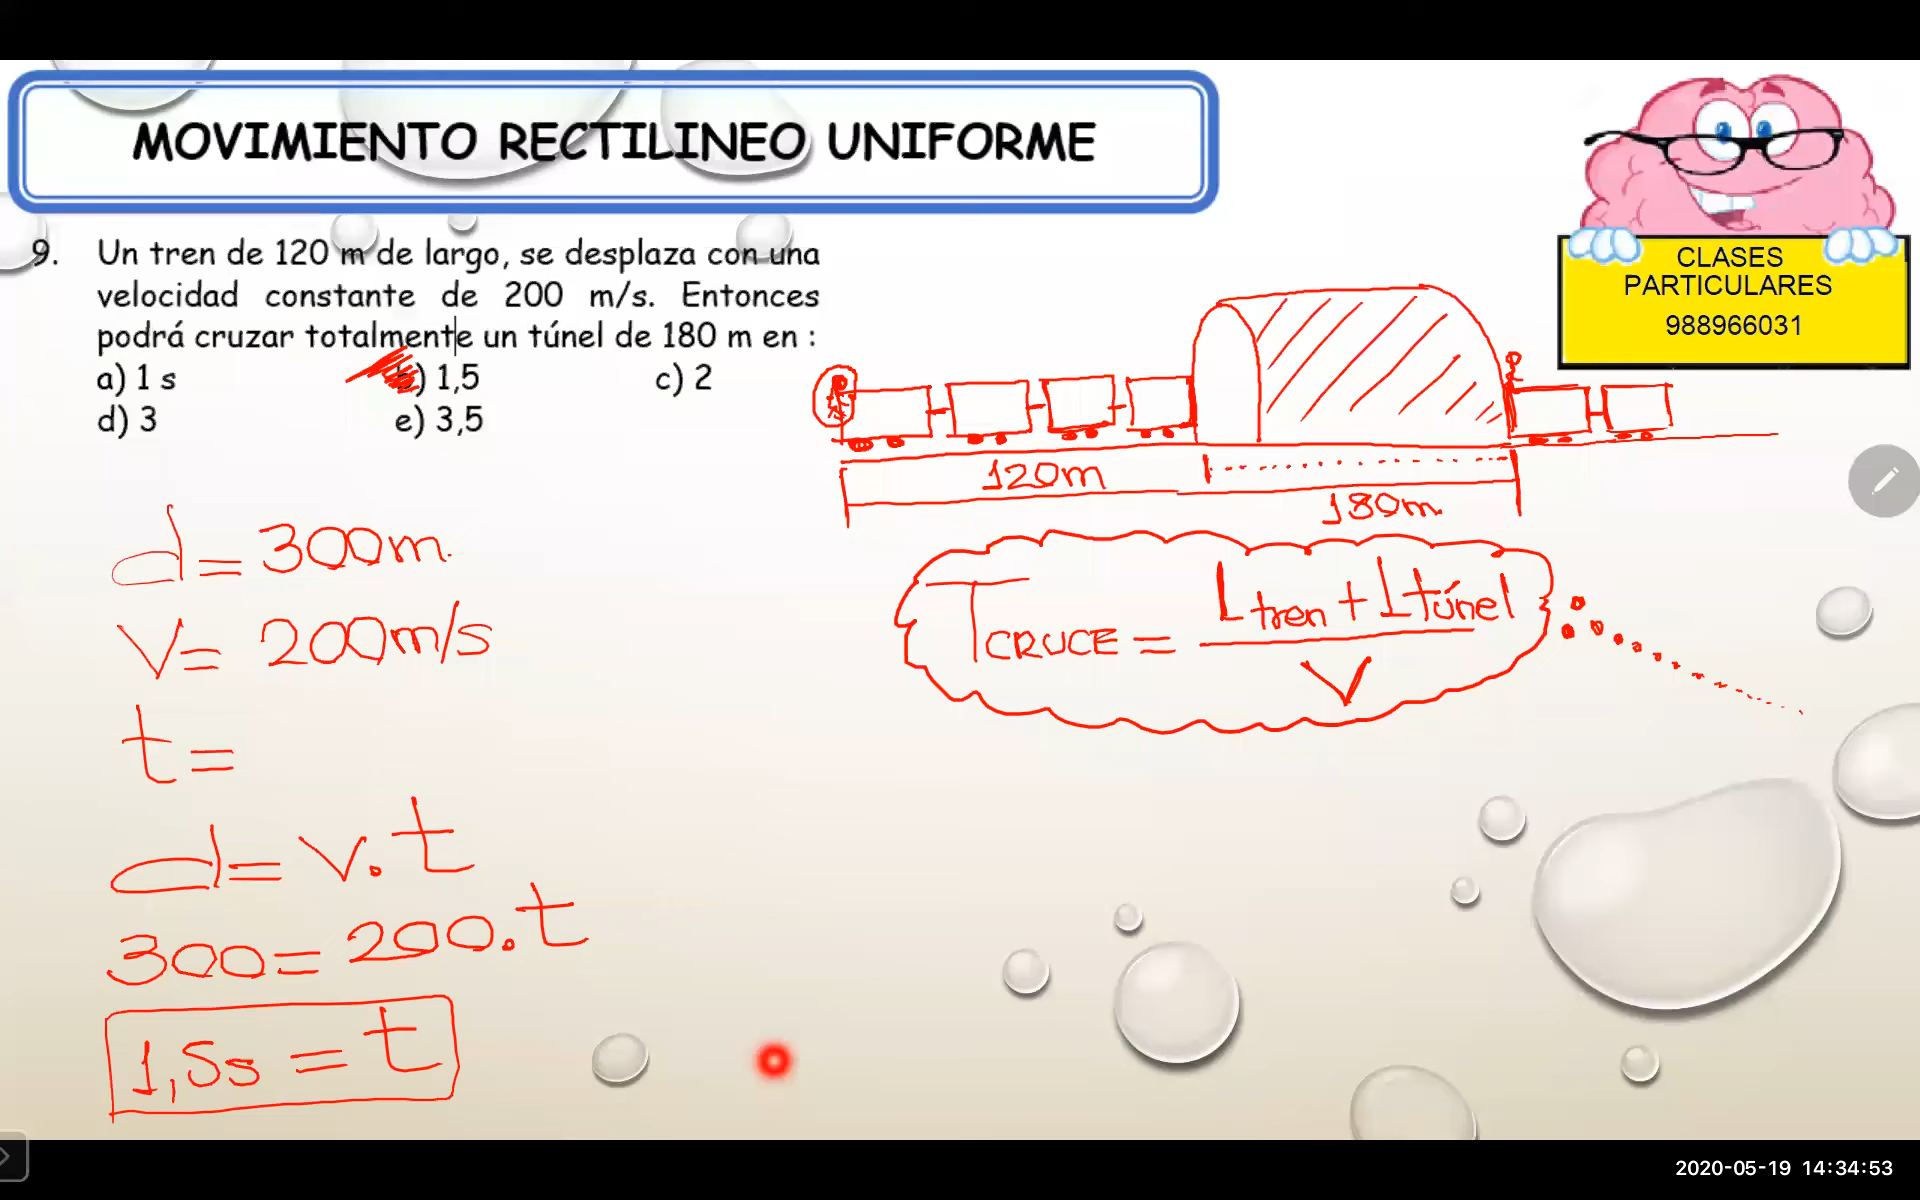 MOVIMIENTO RECTILINEO UNIFORME
CLASES
PARTICULARES
988966031
9. Un tren de 120 m de largo, se desplaza con una
velocidad constante de 200 m/s. Entonces
podrá cruzar totalmente un túnel de 180 m en :
a) 1 s b) 1,5 c) 2
d) 3 e) 3,5
120m
180m.
d = 300m.
V = 200m/s
t =
d = v.t
300 = 200.t
1,5s = t
TCRUCE = Ltren + Ltúnel
V
2020-05-19 14:34:53